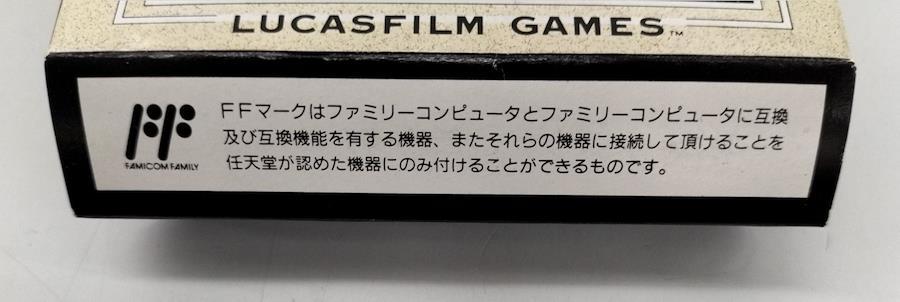 LUCASFILM GAMES™
FFマークはファミリーコンピュータとファミリーコンピュータに互換
及び互換機能を有する機器、またそれらの機器に接続して頂けることを
任天堂が認めた機器にのみ付けることができるものです。
FF
FAMICOM FAMILY